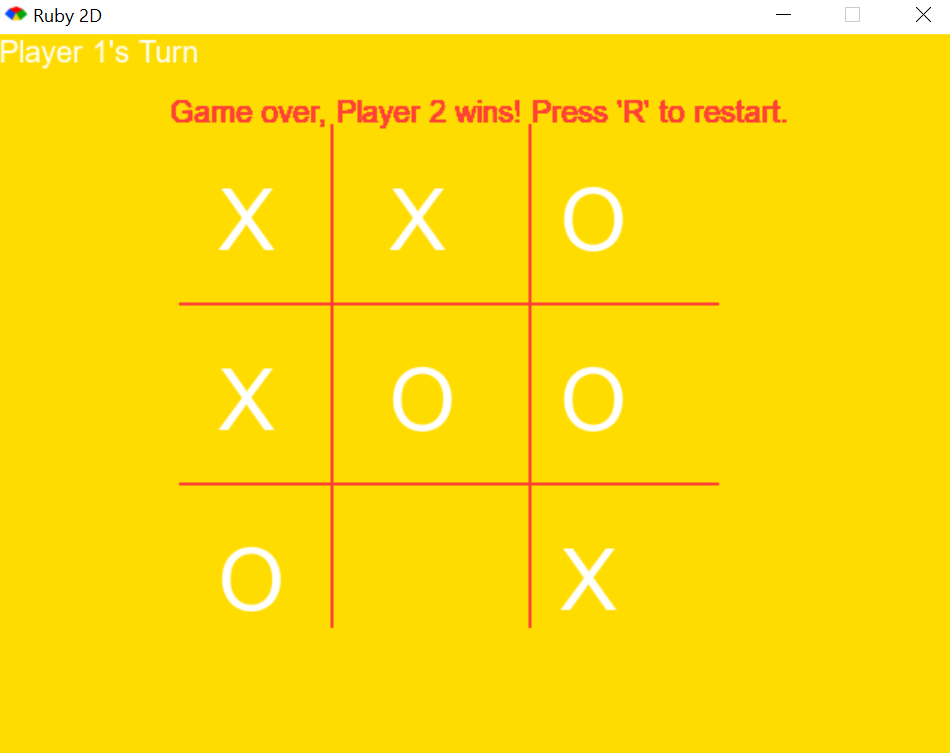 Ruby 2D
Player 1's Turn
Game over, Player 2 wins! Press 'R' to restart.
X X O
X O O
O X